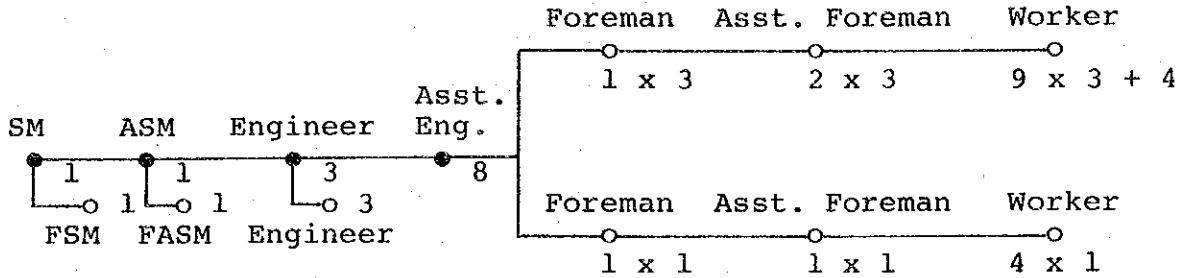 Foreman Asst. Foreman Worker
1 x 3 2 x 3 9 x 3 + 4
Asst.
SM ASM Engineer Eng.
1 1 3 8
1 1 3
FSM FASM Engineer
Foreman Asst. Foreman Worker
1 x 1 1 x 1 4 x 1